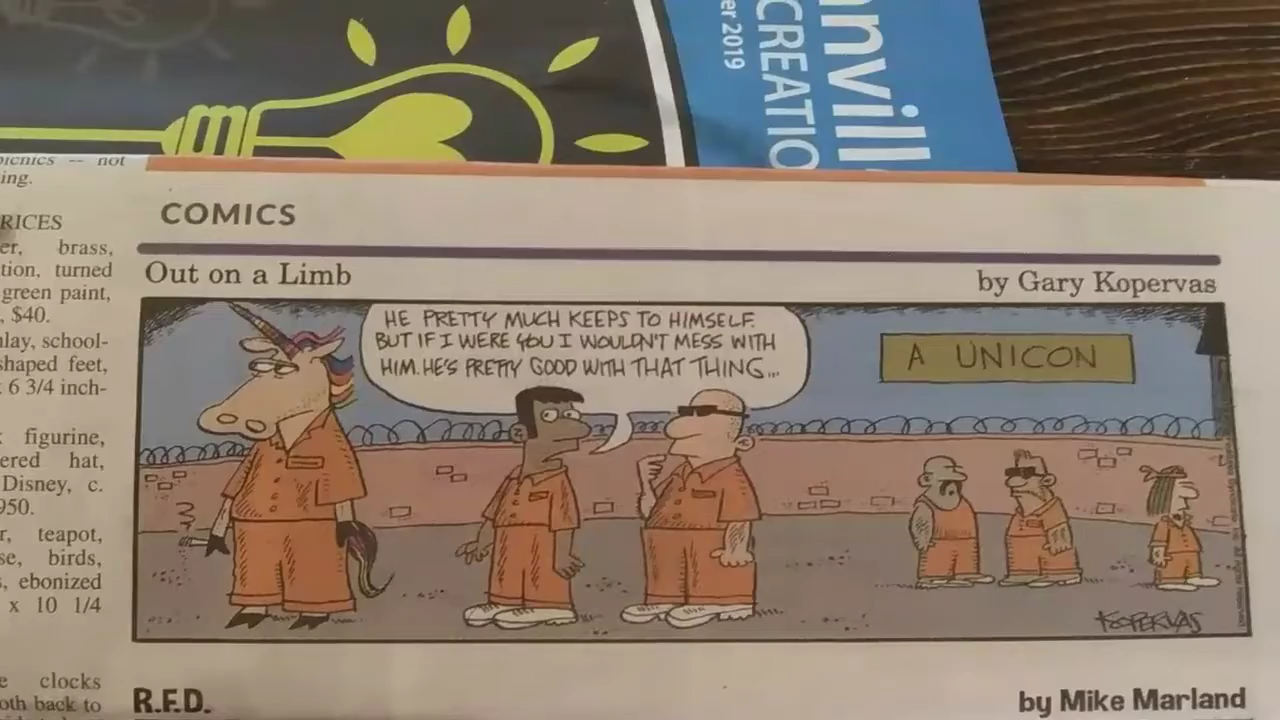 er 2019
CREATIO
nvill
picnics -- not
ing.
RICES
er, brass,
tion, turned
green paint,
, $40.
nlay, school-
shaped feet,
6 3/4 inch-
figurine,
ered hat,
Disney, c.
950.
r, teapot,
se, birds,
, ebonized
x 10 1/4
e clocks
oth back to
COMICS
Out on a Limb
by Gary Kopervas
HE PRETTY MUCH KEEPS TO HIMSELF.
BUT IF I WERE YOU I WOULDN'T MESS WITH
HIM. HE'S PRETTY GOOD WITH THAT THING...
A UNICON
KOPERVAS
R.F.D.
by Mike Marland